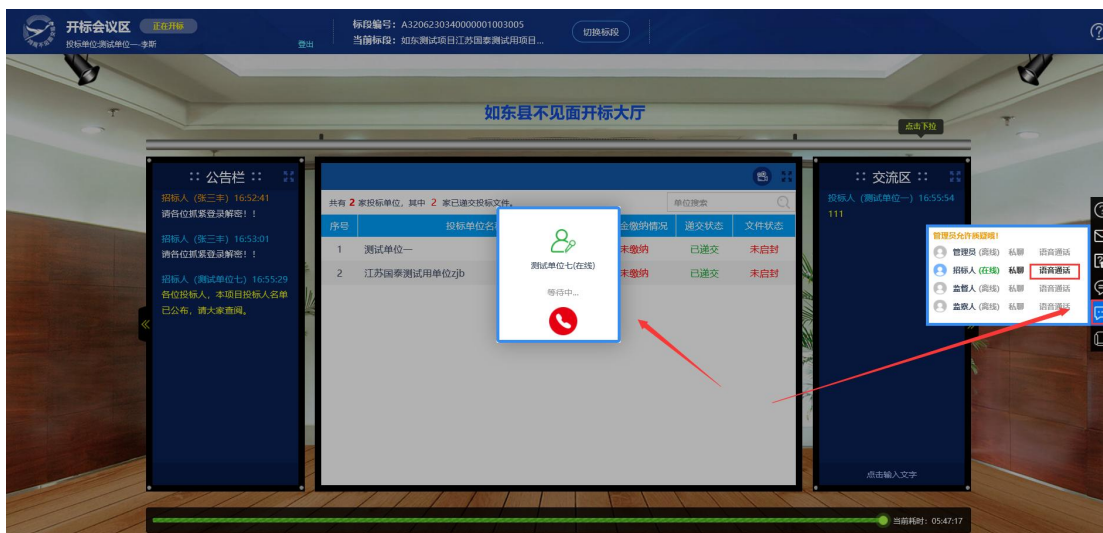 开标会议区 正在开标
投标单位:测试单位一-李斯 登出
标段编号：A3206230340000001003005
当前标段：如东测试项目江苏国泰测试用项目...
切换标段
如东县不见面开标大厅
点击下拉
:: 公告栏 ::
招标人（张三丰）16:52:41
请各位抓紧登录解密！！
招标人（张三丰）16:53:01
请各位抓紧登录解密！！
招标人（测试单位七）16:55:29
各位投标人，本项目投标人名单
已公布，请大家查阅。
共有 2 家投标单位，其中 2 家已递交投标文件。 单位搜索
序号 投标单位名 金缴纳情况 递交状态 文件状态
1 测试单位一 未缴纳 已递交 未启封
2 江苏国泰测试用单位zjb 未缴纳 已递交 未启封
测试单位七(在线)
等待中...
:: 交流区 ::
投标人（测试单位一）16:55:54
111
管理员允许质疑哦！
管理员 (离线) 私聊 语音通话
招标人 (在线) 私聊 语音通话
监督人 (离线) 私聊 语音通话
监察人 (离线) 私聊 语音通话
点击输入文字
当前耗时：05:47:17